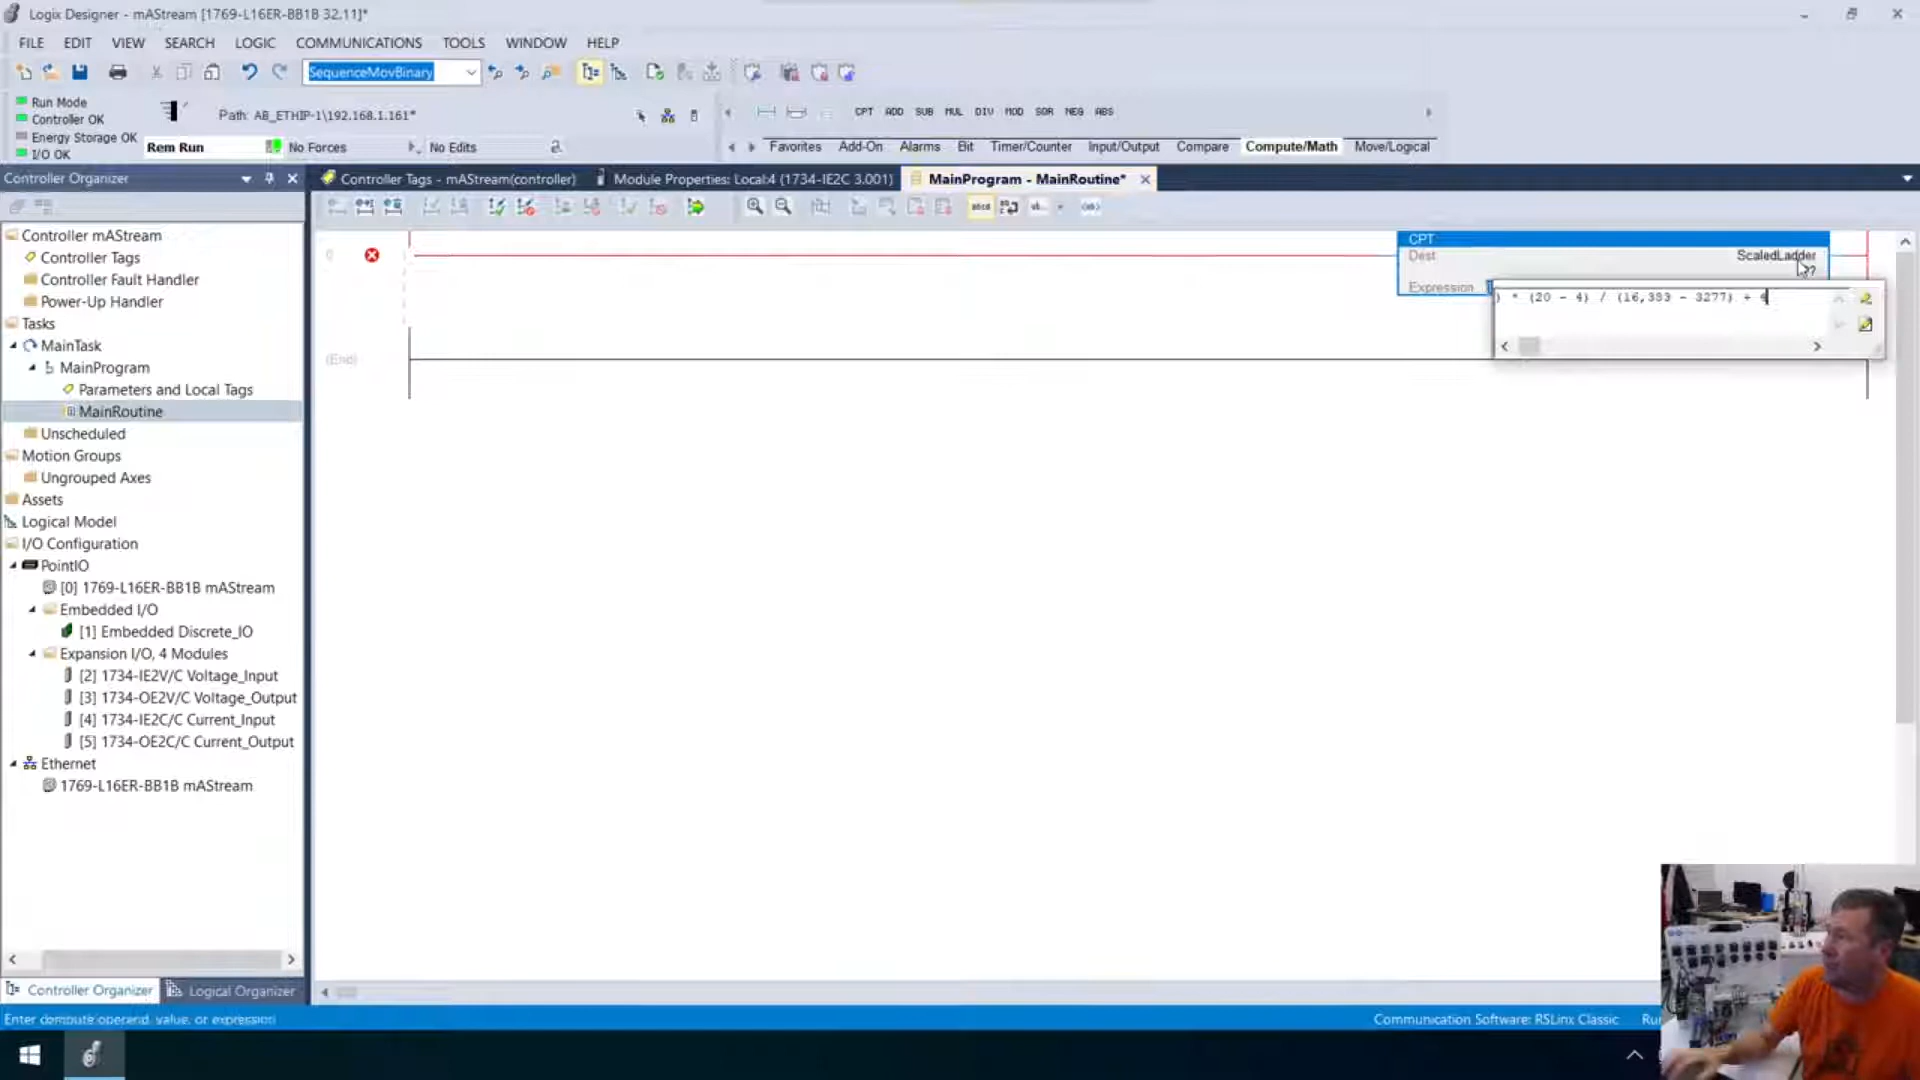 Logix Designer - mAStream [1769-L16ER-BB1B 32.11]*
FILE EDIT VIEW SEARCH LOGIC COMMUNICATIONS TOOLS WINDOW HELP
SequenceMovBinary
Run Mode
Controller OK
Energy Storage OK
I/O OK
Path: AB_ETHIP-1\192.168.1.161*
Rem Run
No Forces
No Edits
CPT ADD SUB MUL DIV MOD SQR NEG ABS
Favorites Add-On Alarms Bit Timer/Counter Input/Output Compare Compute/Math Move/Logical
Controller Organizer
Controller Tags - mAStream(controller)
Module Properties: Local:4 (1734-IE2C 3.001)
MainProgram - MainRoutine*
Controller mAStream
Controller Tags
Controller Fault Handler
Power-Up Handler
Tasks
MainTask
MainProgram
Parameters and Local Tags
MainRoutine
Unscheduled
Motion Groups
Ungrouped Axes
Assets
Logical Model
I/O Configuration
PointIO
[0] 1769-L16ER-BB1B mAStream
Embedded I/O
[1] Embedded Discrete_IO
Expansion I/O, 4 Modules
[2] 1734-IE2V/C Voltage_Input
[3] 1734-OE2V/C Voltage_Output
[4] 1734-IE2C/C Current_Input
[5] 1734-OE2C/C Current_Output
Ethernet
1769-L16ER-BB1B mAStream
0
CPT
Dest ScaledLadder
??
Expression
) * (20 - 4) / (16,383 - 3277) + 4
(End)
Controller Organizer
Logical Organizer
Enter compute operand, value, or expression
Communication Software: RSLinx Classic